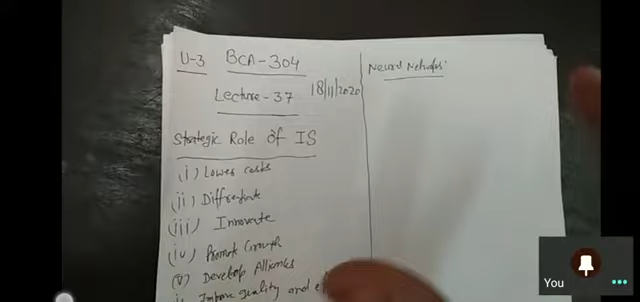 U-3 BCA-304
Lecture-37 18/11/2020
Strategic Role of IS
(i) Lower costs
(ii) Differentiate
(iii) Innovate
(iv) Promote Growth
(v) Develop Alliances
Improve quality and
Neural Networks
You